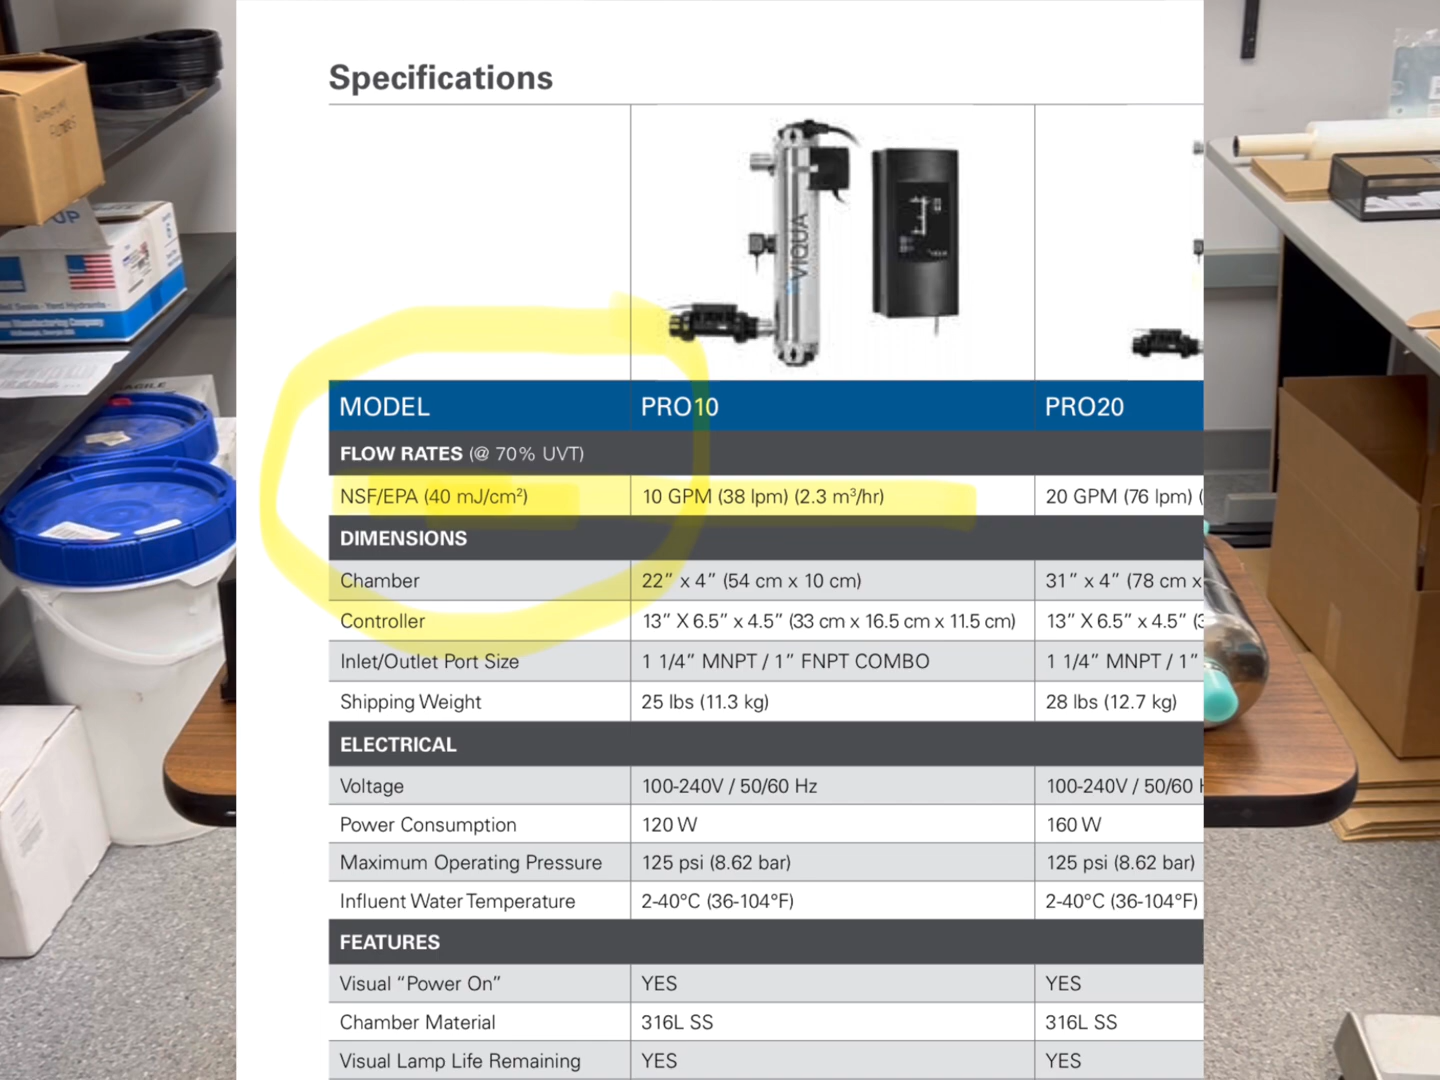 Specifications
VIQUA
MODEL PRO10 PRO20
FLOW RATES (@ 70% UVT)
NSF/EPA (40 mJ/cm²) 10 GPM (38 lpm) (2.3 m³/hr) 20 GPM (76 lpm) (
DIMENSIONS
Chamber 22” x 4” (54 cm x 10 cm) 31” x 4” (78 cm x
Controller 13” X 6.5” x 4.5” (33 cm x 16.5 cm x 11.5 cm) 13” X 6.5” x 4.5” (3
Inlet/Outlet Port Size 1 1/4” MNPT / 1” FNPT COMBO 1 1/4” MNPT / 1”
Shipping Weight 25 lbs (11.3 kg) 28 lbs (12.7 kg)
ELECTRICAL
Voltage 100-240V / 50/60 Hz 100-240V / 50/60 H
Power Consumption 120 W 160 W
Maximum Operating Pressure 125 psi (8.62 bar) 125 psi (8.62 bar)
Influent Water Temperature 2-40°C (36-104°F) 2-40°C (36-104°F)
FEATURES
Visual “Power On” YES YES
Chamber Material 316L SS 316L SS
Visual Lamp Life Remaining YES YES
UP
Manufacturing Company